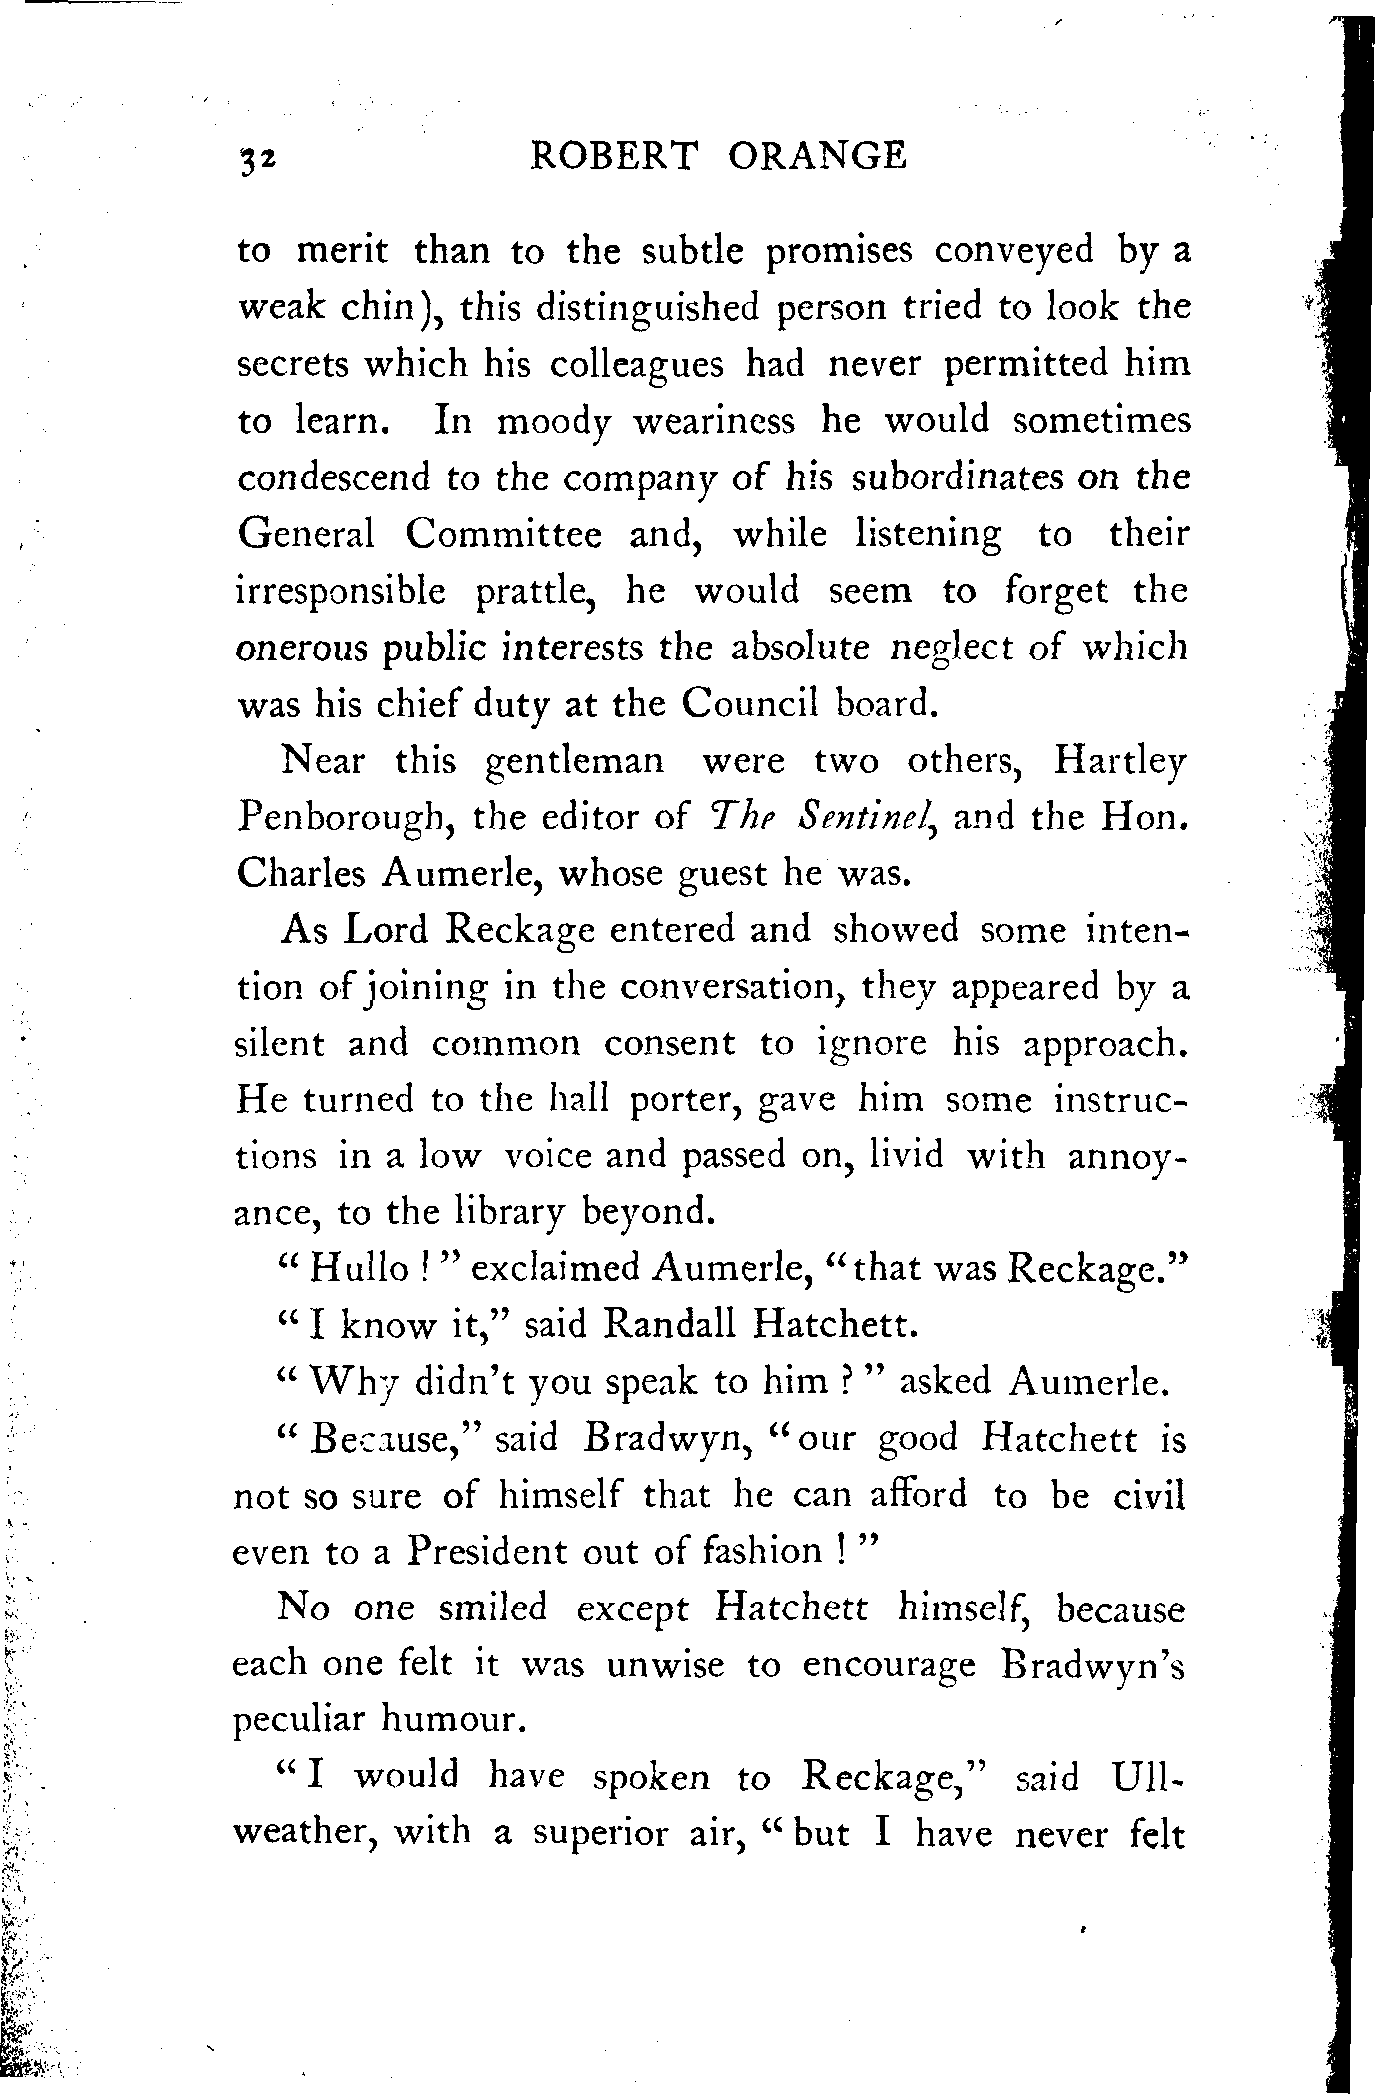 32 ROBERT ORANGE
to merit than to the subtle promises conveyed by a
weak chin), this distinguished person tried to look the
secrets which his colleagues had never permitted him
to learn. In moody weariness he would sometimes
condescend to the company of his subordinates on the
General Committee and, while listening to their
irresponsible prattle, he would seem to forget the
onerous public interests the absolute neglect of which
was his chief duty at the Council board.
Near this gentleman were two others, Hartley
Penborough, the editor of The Sentinel, and the Hon.
Charles Aumerle, whose guest he was.
As Lord Reckage entered and showed some inten-
tion of joining in the conversation, they appeared by a
silent and common consent to ignore his approach.
He turned to the hall porter, gave him some instruc-
tions in a low voice and passed on, livid with annoy-
ance, to the library beyond.
“ Hullo ! ” exclaimed Aumerle, “that was Reckage.”
“ I know it,” said Randall Hatchett.
“ Why didn’t you speak to him ? ” asked Aumerle.
“ Because,” said Bradwyn, “our good Hatchett is
not so sure of himself that he can afford to be civil
even to a President out of fashion ! ”
No one smiled except Hatchett himself, because
each one felt it was unwise to encourage Bradwyn’s
peculiar humour.
“ I would have spoken to Reckage,” said Ull-
weather, with a superior air, “ but I have never felt